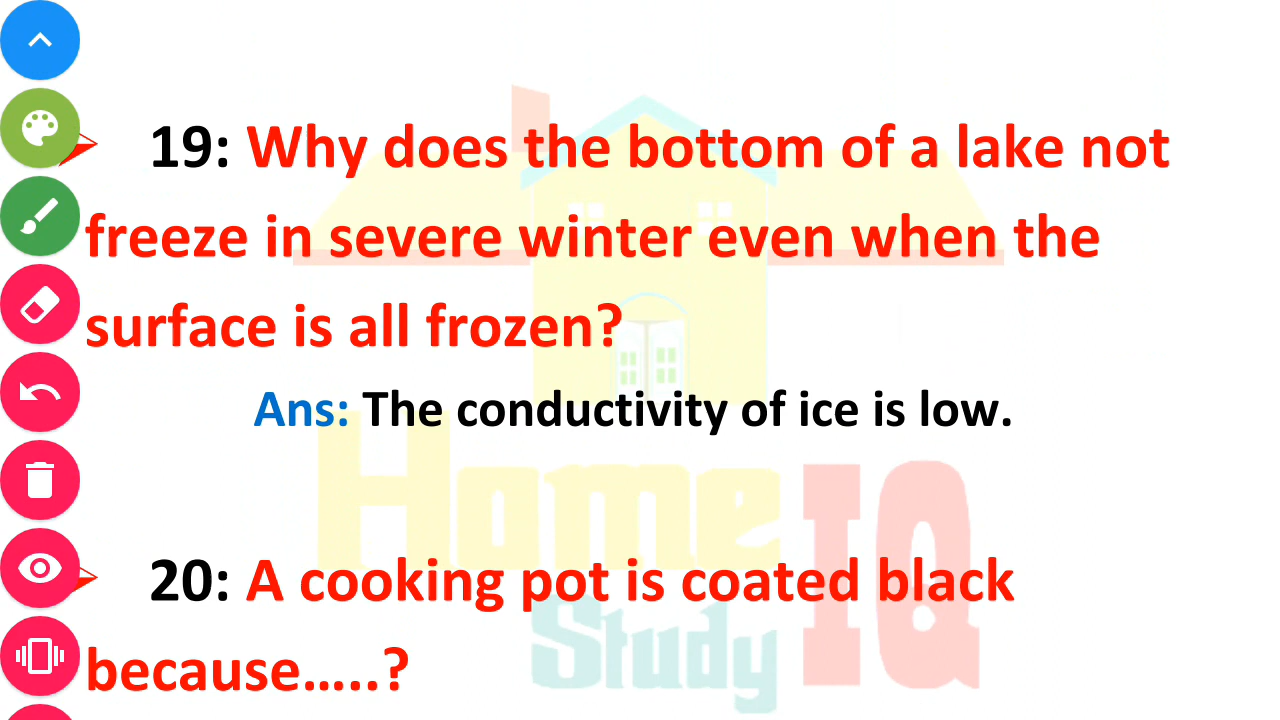 19: Why does the bottom of a lake not
freeze in severe winter even when the
surface is all frozen?
Ans: The conductivity of ice is low.
Home
IQ
Study
20: A cooking pot is coated black
because…..?